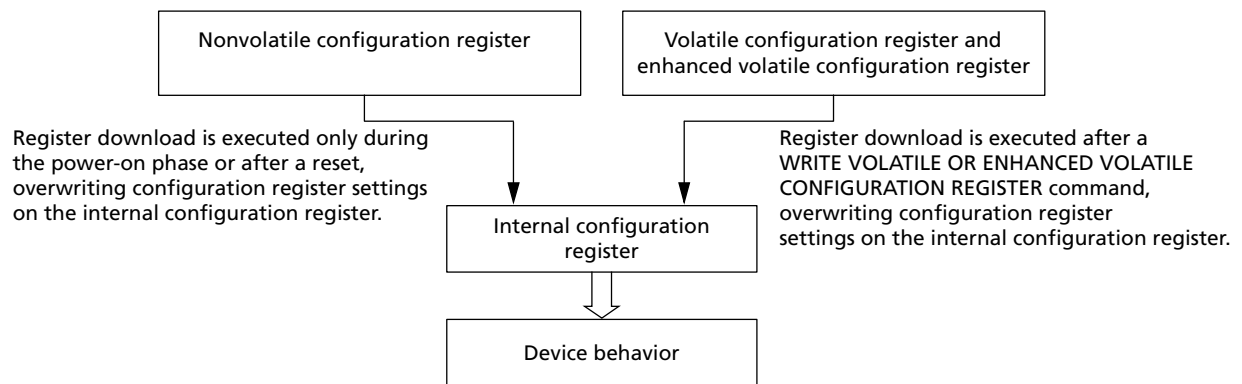 Nonvolatile configuration register
Volatile configuration register and
enhanced volatile configuration register
Register download is executed only during
the power-on phase or after a reset,
overwriting configuration register settings
on the internal configuration register.
Register download is executed after a
WRITE VOLATILE OR ENHANCED VOLATILE
CONFIGURATION REGISTER command,
overwriting configuration register
settings on the internal configuration register.
Internal configuration
register
Device behavior